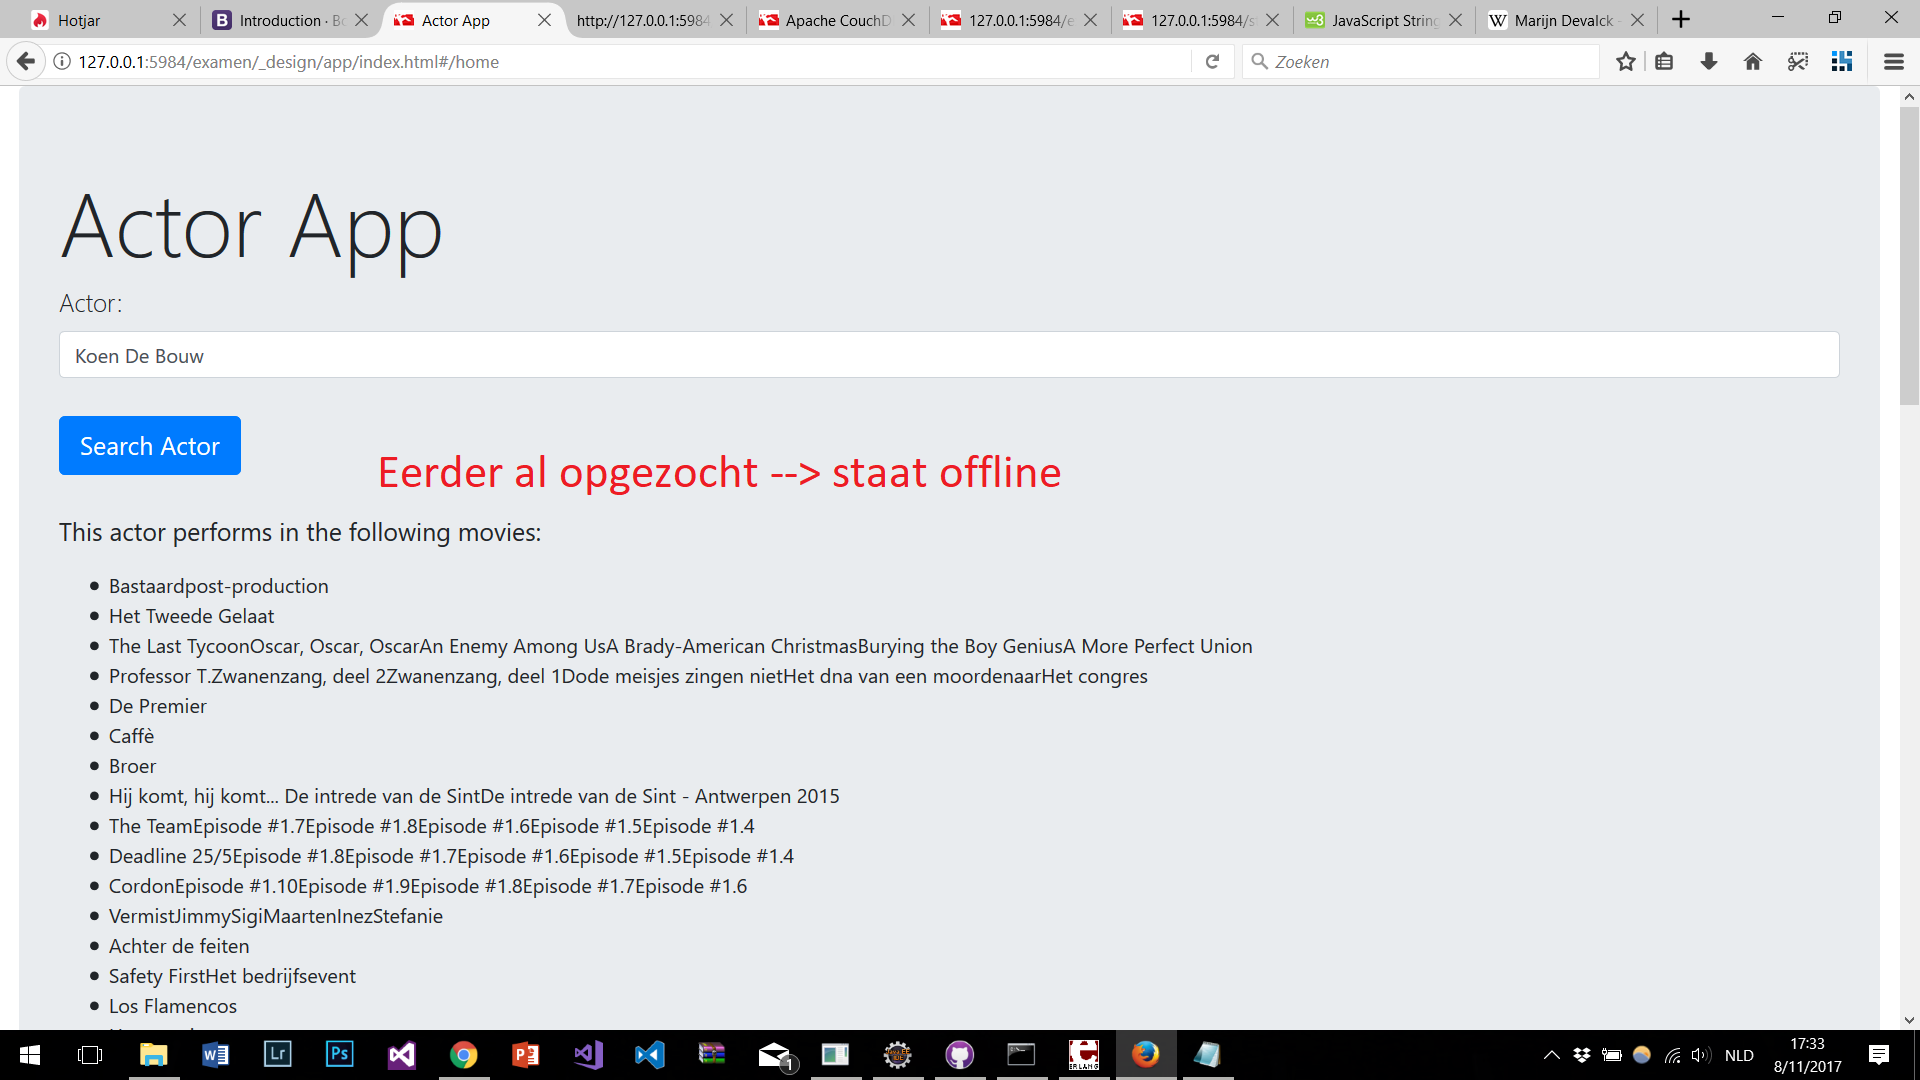 Hotjar
Introduction · Bo
Actor App
http://127.0.0.1:5984
Apache CouchD
127.0.0.1:5984/e
127.0.0.1:5984/s
JavaScript String
Marijn Devalck -
127.0.0.1:5984/examen/_design/app/index.html#/home
Zoeken
Actor App
Actor:
Koen De Bouw
Search Actor
Eerder al opgezocht --> staat offline
This actor performs in the following movies:
Bastaardpost-production
Het Tweede Gelaat
The Last TycoonOscar, Oscar, OscarAn Enemy Among UsA Brady-American ChristmasBurying the Boy GeniusA More Perfect Union
Professor T.Zwanenzang, deel 2Zwanenzang, deel 1Dode meisjes zingen nietHet dna van een moordenaarHet congres
De Premier
Caffè
Broer
Hij komt, hij komt... De intrede van de SintDe intrede van de Sint - Antwerpen 2015
The TeamEpisode #1.7Episode #1.8Episode #1.6Episode #1.5Episode #1.4
Deadline 25/5Episode #1.8Episode #1.7Episode #1.6Episode #1.5Episode #1.4
CordonEpisode #1.10Episode #1.9Episode #1.8Episode #1.7Episode #1.6
VermistJimmySigiMaartenInezStefanie
Achter de feiten
Safety FirstHet bedrijfsevent
Los Flamencos
NLD
17:33
8/11/2017